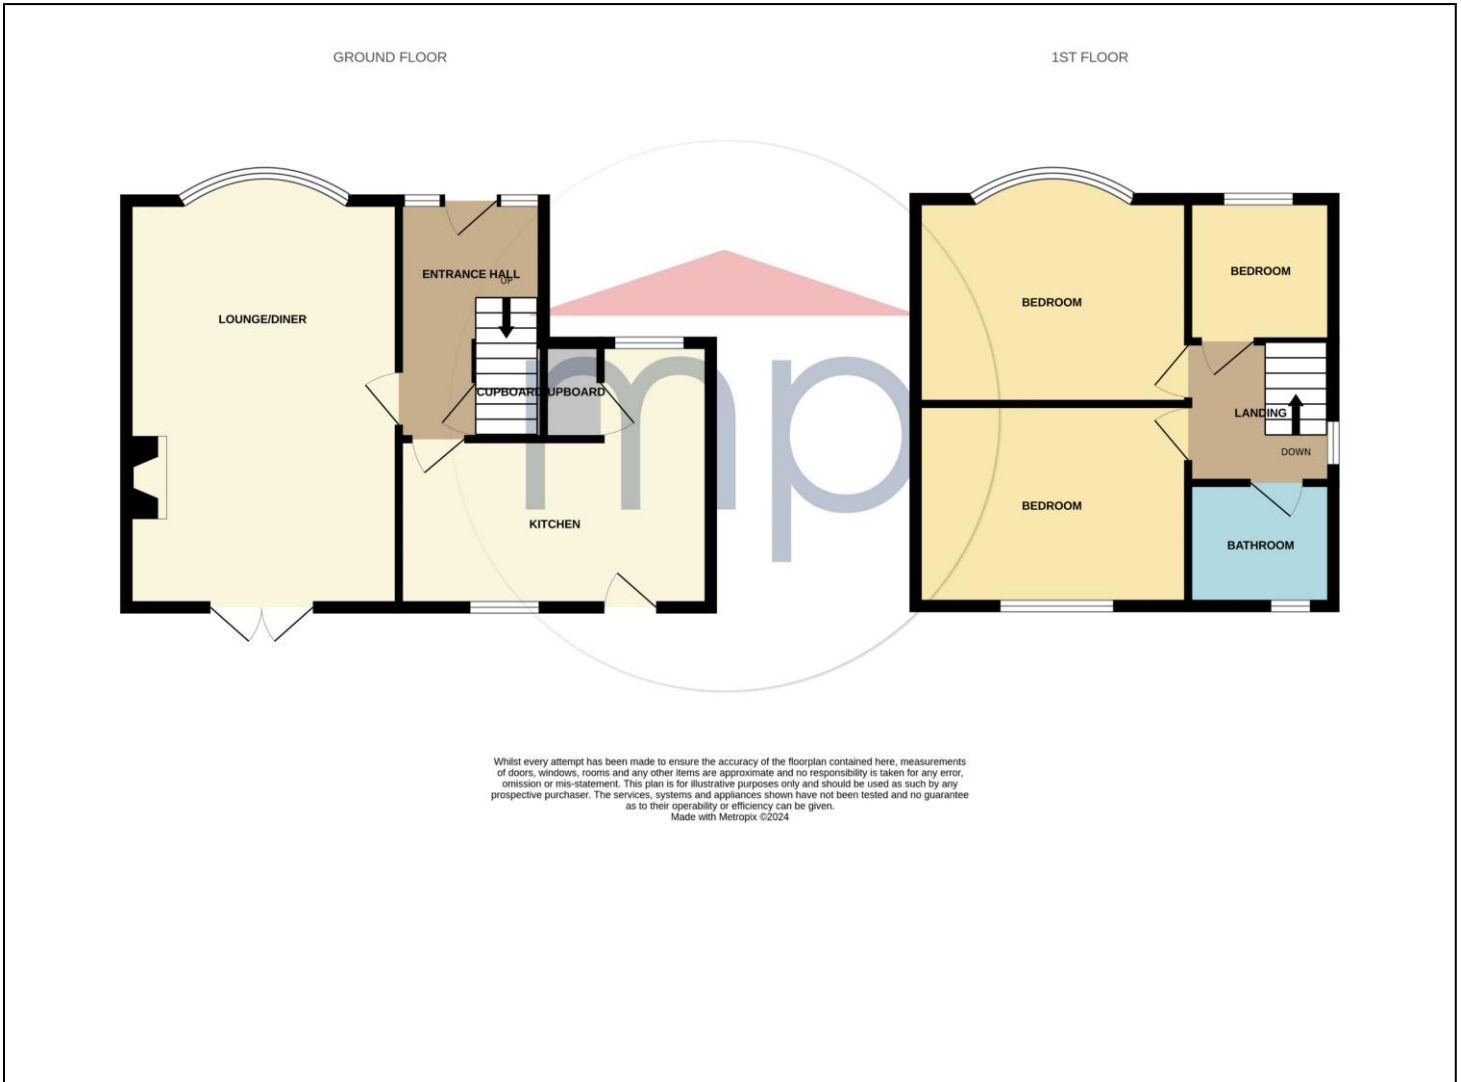 GROUND FLOOR
1ST FLOOR
ENTRANCE HALL
UP
LOUNGE/DINER
CUPBOARD
UPBOARD
KITCHEN
BEDROOM
BEDROOM
LANDING
DOWN
BEDROOM
BATHROOM
mp
Whilst every attempt has been made to ensure the accuracy of the floorplan contained here, measurements
of doors, windows, rooms and any other items are approximate and no responsibility is taken for any error,
omission or mis-statement. This plan is for illustrative purposes only and should be used as such by any
prospective purchaser. The services, systems and appliances shown have not been tested and no guarantee
as to their operability or efficiency can be given.
Made with Metropix ©2024